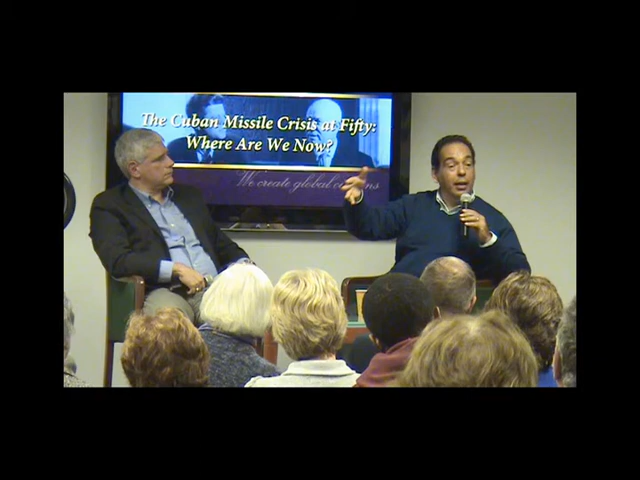 The Cuban Missile Crisis at Fifty:
Where Are We Now?
We create global